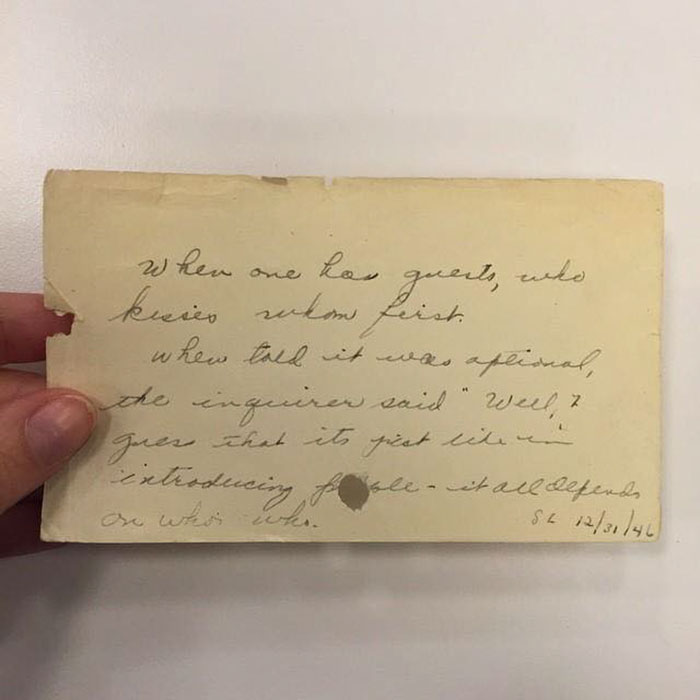 When one has guests, who
kisses whom first.
When told it was optional,
the inquirer said " Well, I
guess that its just like in
introducing people - it all depends
on who's who.
SL 12/31/46